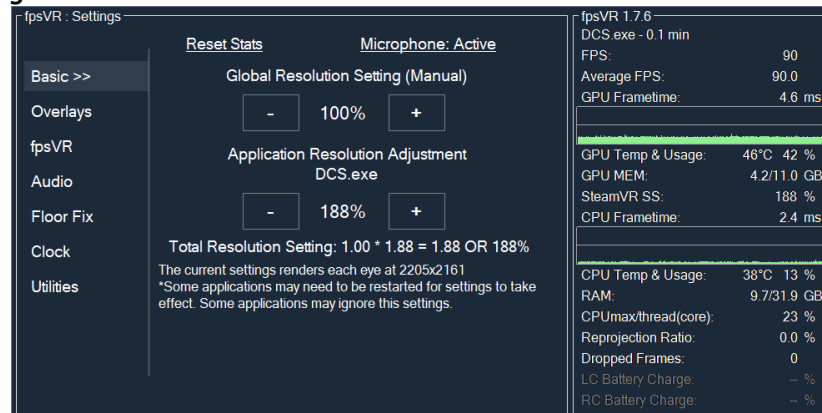 fpsVR : Settings
Reset Stats
Microphone: Active
Basic >>
Overlays
fpsVR
Audio
Floor Fix
Clock
Utilities
Global Resolution Setting (Manual)
- 100% +
Application Resolution Adjustment
DCS.exe
- 188% +
Total Resolution Setting: 1.00 * 1.88 = 1.88 OR 188%
The current settings renders each eye at 2205x2161
*Some applications may need to be restarted for settings to take
effect. Some applications may ignore this settings.
fpsVR 1.7.6
DCS.exe - 0.1 min
FPS: 90
Average FPS: 90.0
GPU Frametime: 4.6 ms
GPU Temp & Usage: 46°C 42 %
GPU MEM: 4.2/11.0 GB
SteamVR SS: 188 %
CPU Frametime: 2.4 ms
CPU Temp & Usage: 38°C 13 %
RAM: 9.7/31.9 GB
CPUmax/thread(core): 23 %
Reprojection Ratio: 0.0 %
Dropped Frames: 0
LC Battery Charge: -- %
RC Battery Charge: -- %